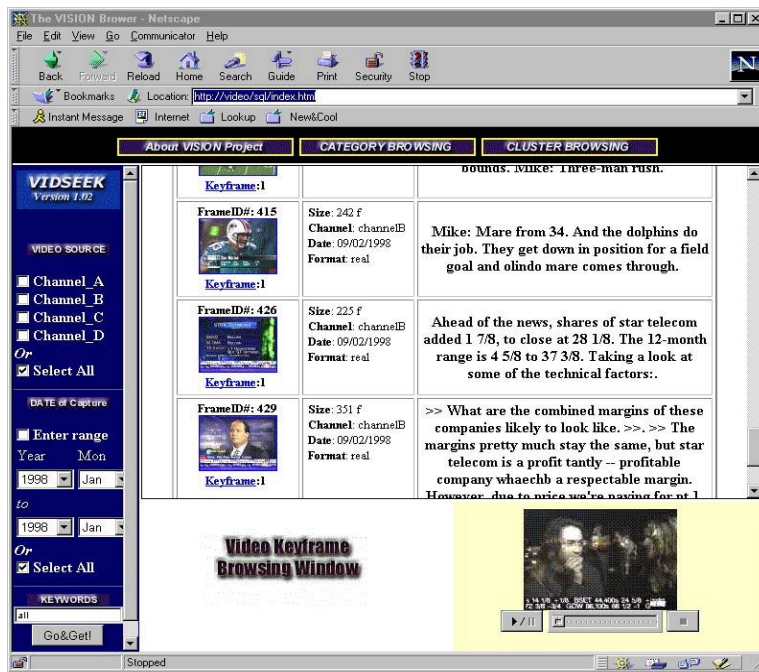 The VISION Brower - Netscape
File Edit View Go Communicator Help
Back Forward Reload Home Search Guide Print Security Stop
N
Bookmarks Location: http://video/sql/index.htm
Instant Message Internet Lookup New&Cool
About VISION Project CATEGORY BROWSING CLUSTER BROWSING
VIDSEEK
Version 1.02
VIDEO SOURCE
Channel_A
Channel_B
Channel_C
Channel_D
Or
Select All
DATE of Capture
Enter range
Year Mon
1998 Jan
to
1998 Jan
Or
Select All
KEYWORDS
all
Go&Get!
Keyframe:1
bounds. Mike: Three-man rush.
FrameID#: 415
Keyframe:1
Size: 242 f
Channel: channelB
Date: 09/02/1998
Format: real
Mike: Mare from 34. And the dolphins do
their job. They get down in position for a field
goal and olindo mare comes through.
FrameID#: 426
Keyframe:1
Size: 225 f
Channel: channelB
Date: 09/02/1998
Format: real
Ahead of the news, shares of star telecom
added 1 7/8, to close at 28 1/8. The 12-month
range is 4 5/8 to 37 3/8. Taking a look at
some of the technical factors:.
FrameID#: 429
Keyframe:1
Size: 351 f
Channel: channelB
Date: 09/02/1998
Format: real
>> What are the combined margins of these
companies likely to look like. >>. >> The
margins pretty much stay the same, but star
telecom is a profit tantly -- profitable
company whaechb a respectable margin.
However, due to price we're paying for pt 1
Video Keyframe
Browsing Window
Stopped